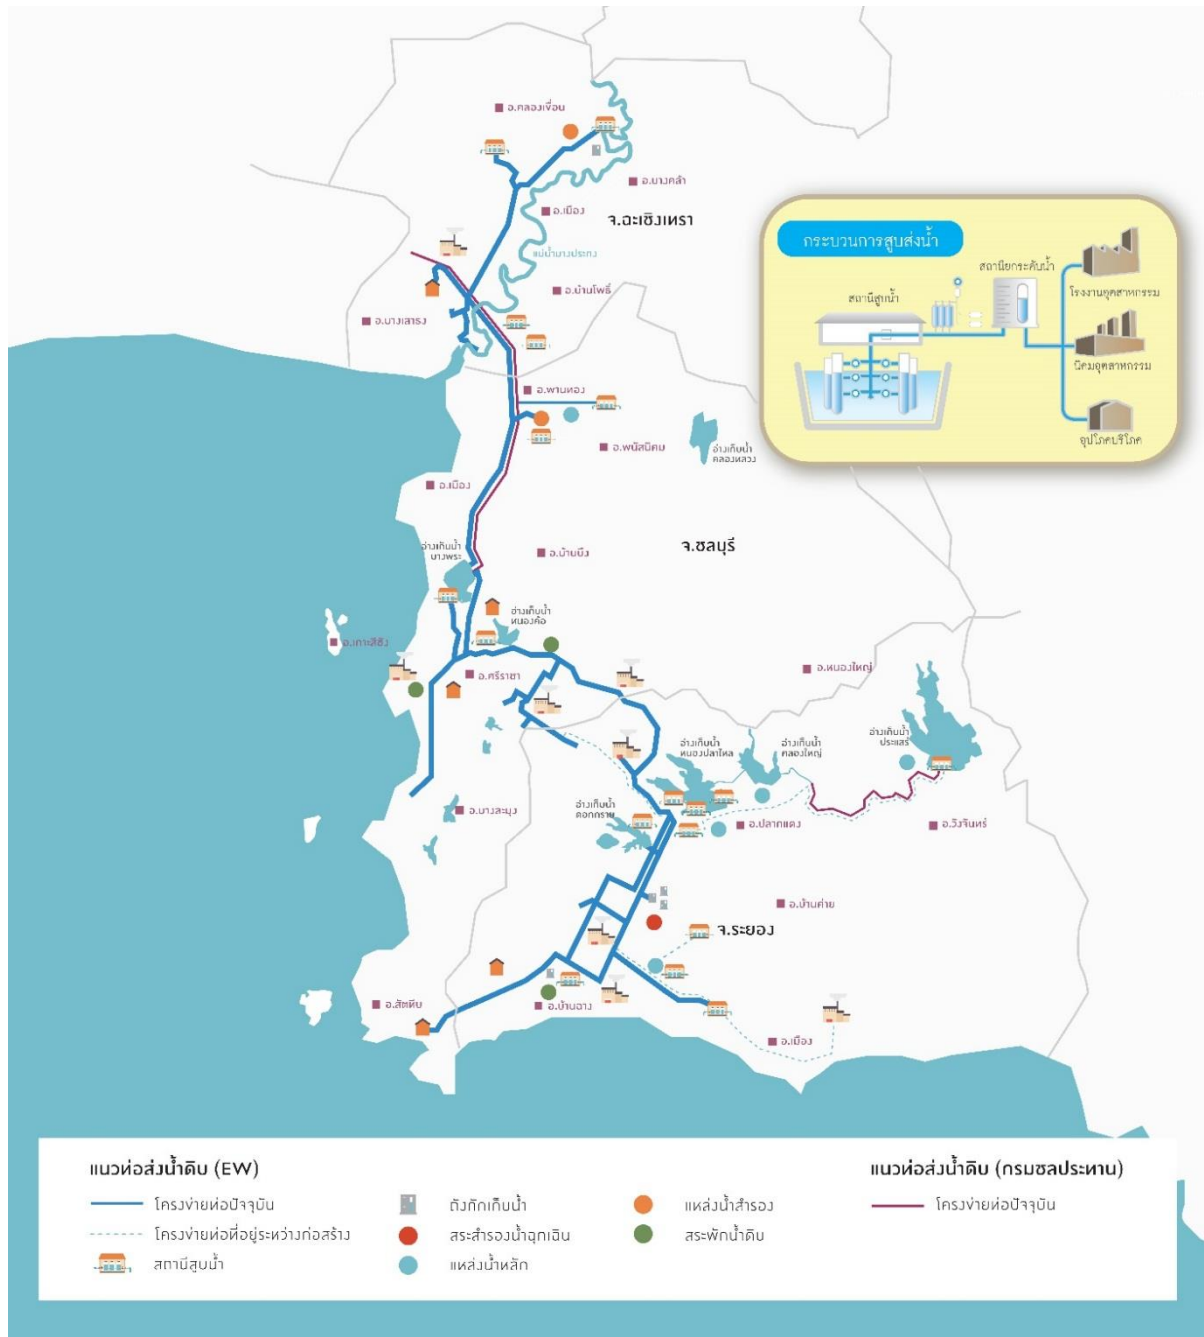 อ.คลองเขื่อน
อ.บางคล้า
อ.เมือง
จ.ฉะเชิงเทรา
แม่น้ำบางปะกง
อ.บ้านโพธิ์
อ.บางเสาธง
กระบวนการสูบส่งน้ำ
สถานียกระดับน้ำ
สถานีสูบน้ำ
โรงงานอุตสาหกรรม
นิคมอุตสาหกรรม
อุปโภคบริโภค
อ.พานทอง
อ.พนัสนิคม
อ่างเก็บน้ำ
คลองหลวง
อ.เมือง
จ.ชลบุรี
อ่างเก็บน้ำ
บางพระ
อ.บ้านบึง
อ่างเก็บน้ำ
หนองค้อ
อ.เกาะสีชัง
อ.ศรีราชา
อ.หนองใหญ่
อ่างเก็บน้ำ
ประแสร์
อ่างเก็บน้ำ
หนองปลาไหล
อ่างเก็บน้ำ
คลองใหญ่
อ่างเก็บน้ำ
ดอกกราย
อ.บางละมุง
อ.ปลวกแดง
อ.วังจันทร์
อ.บ้านค่าย
จ.ระยอง
อ.สัตหีบ
อ.บ้านฉาง
อ.เมือง
แนวท่อส่งน้ำดิบ (EW)
โครงข่ายท่อปัจจุบัน
โครงข่ายท่อที่อยู่ระหว่างก่อสร้าง
สถานีสูบน้ำ
ถังกักเก็บน้ำ
สระสำรองน้ำฉุกเฉิน
แหล่งน้ำหลัก
แหล่งน้ำสำรอง
สระพักน้ำดิบ
แนวท่อส่งน้ำดิบ (กรมชลประทาน)
โครงข่ายท่อปัจจุบัน